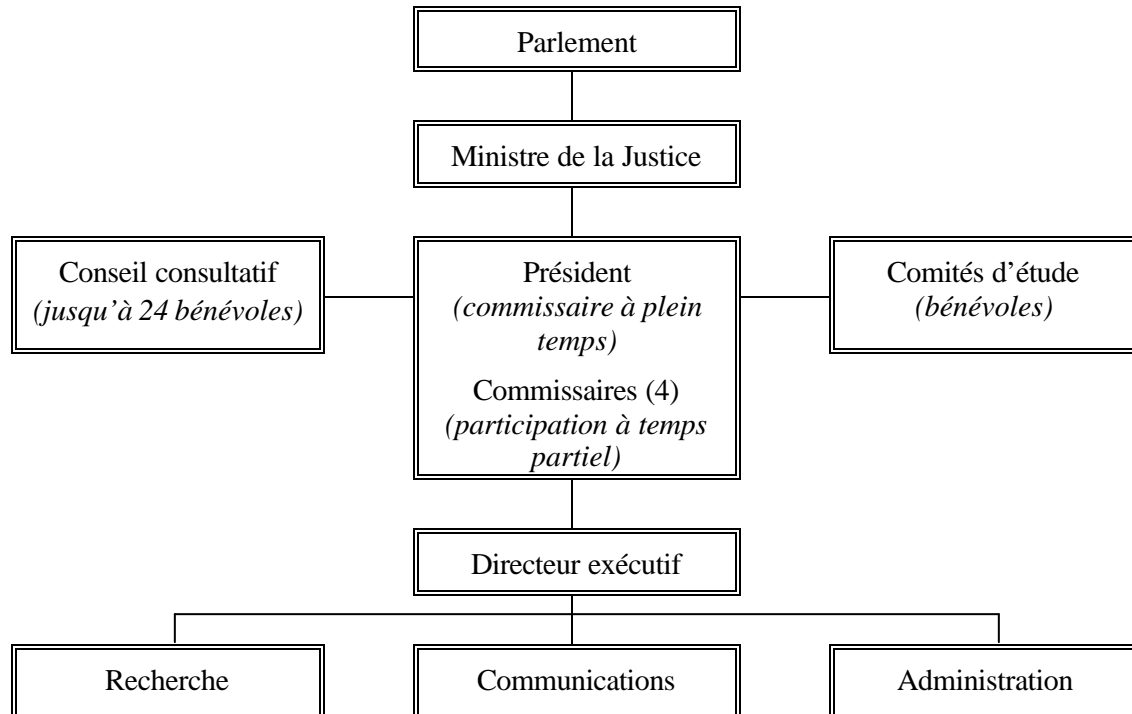 Parlement
Ministre de la Justice
Conseil consultatif
(jusqu'à 24 bénévoles)
Président
(commissaire à plein
temps)
Commissaires (4)
(participation à temps
partiel)
Comités d'étude
(bénévoles)
Directeur exécutif
Recherche
Communications
Administration